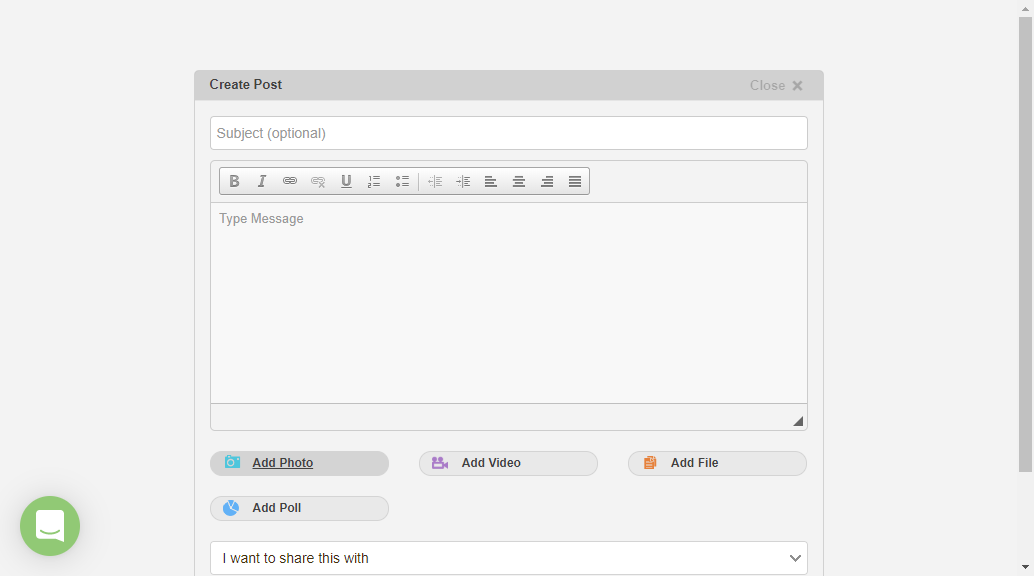 Create Post
Close ×
Subject (optional)
B I U
Type Message
Add Photo
Add Video
Add File
Add Poll
I want to share this with